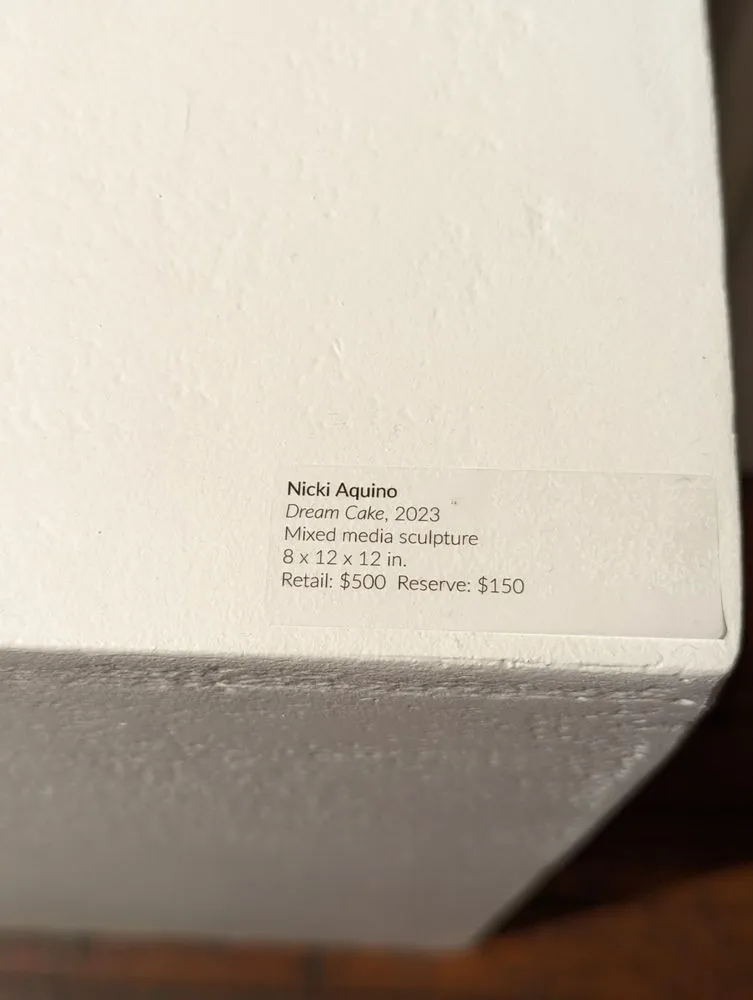 Nicki Aquino
Dream Cake, 2023
Mixed media sculpture
8 x 12 x 12 in.
Retail: $500 Reserve: $150